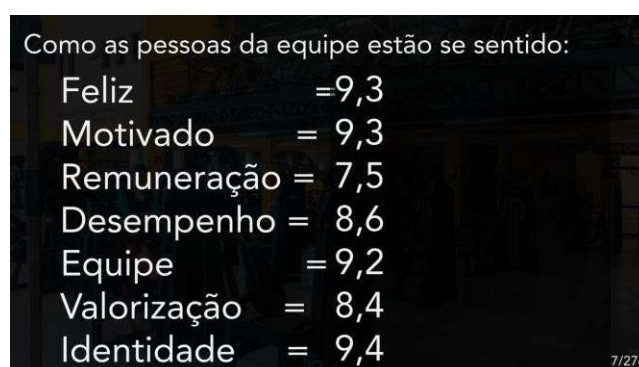 Como as pessoas da equipe estão se sentido:
Feliz =9,3
Motivado = 9,3
Remuneração = 7,5
Desempenho = 8,6
Equipe = 9,2
Valorização = 8,4
Identidade = 9,4
7/27